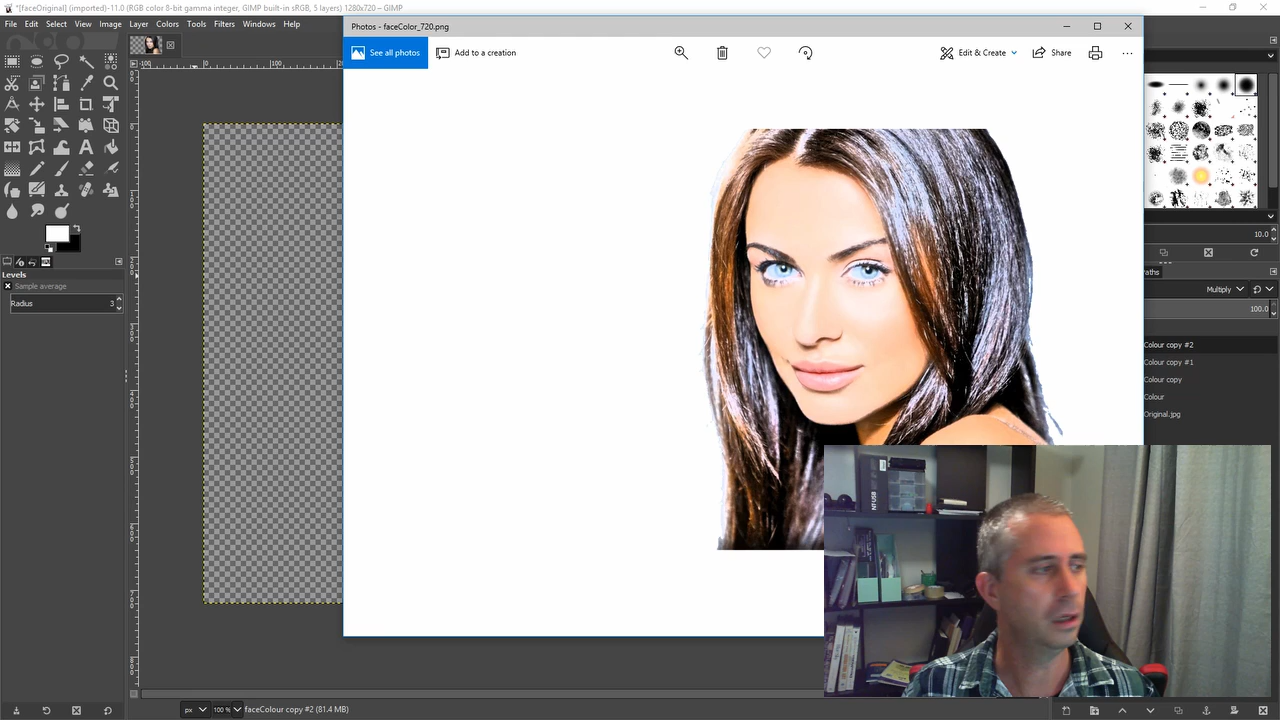 *[faceOriginal] (imported)-11.0 (RGB color 8-bit gamma integer, GIMP built-in sRGB, 5 layers) 1280x720 – GIMP
File Edit Select View Image Layer Colors Tools Filters Windows Help
Photos - faceColor_720.png
See all photos
Add to a creation
Edit & Create
Share
Levels
Sample average
Radius
3
10.0
aths
Multiply
100.0
Colour copy #2
Colour copy #1
Colour copy
Colour
Original.jpg
NT-USB
px
100 %
faceColour copy #2 (81.4 MB)